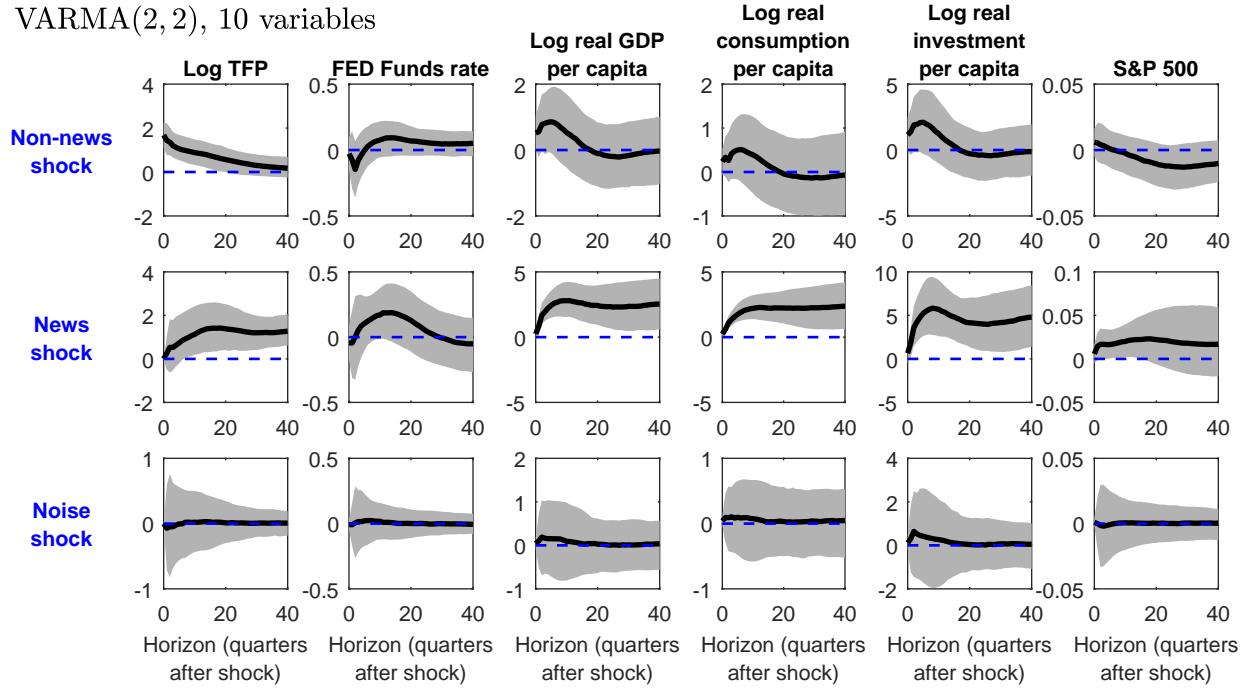 VARMA(2, 2), 10 variables
Log TFP
FED Funds rate
Log real GDP
per capita
Log real
consumption
per capita
Log real
investment
per capita
S&P 500
Non-news
shock
4
2
0
-2
0 20 40
0.5
0
-0.5
0 20 40
2
0
-2
0 20 40
2
1
0
-1
0 20 40
5
0
-5
0 20 40
0.05
0
-0.05
0 20 40
News
shock
4
2
0
-2
0 20 40
0.5
0
-0.5
0 20 40
5
0
-5
0 20 40
5
0
-5
0 20 40
10
5
0
-5
0 20 40
0.1
0.05
0
-0.05
0 20 40
Noise
shock
1
0
-1
0 20 40
0.5
0
-0.5
0 20 40
2
1
0
-1
0 20 40
1
0
-1
0 20 40
4
2
0
-2
0 20 40
0.05
0
-0.05
0 20 40
Horizon (quarters
after shock)
Horizon (quarters
after shock)
Horizon (quarters
after shock)
Horizon (quarters
after shock)
Horizon (quarters
after shock)
Horizon (quarters
after shock)